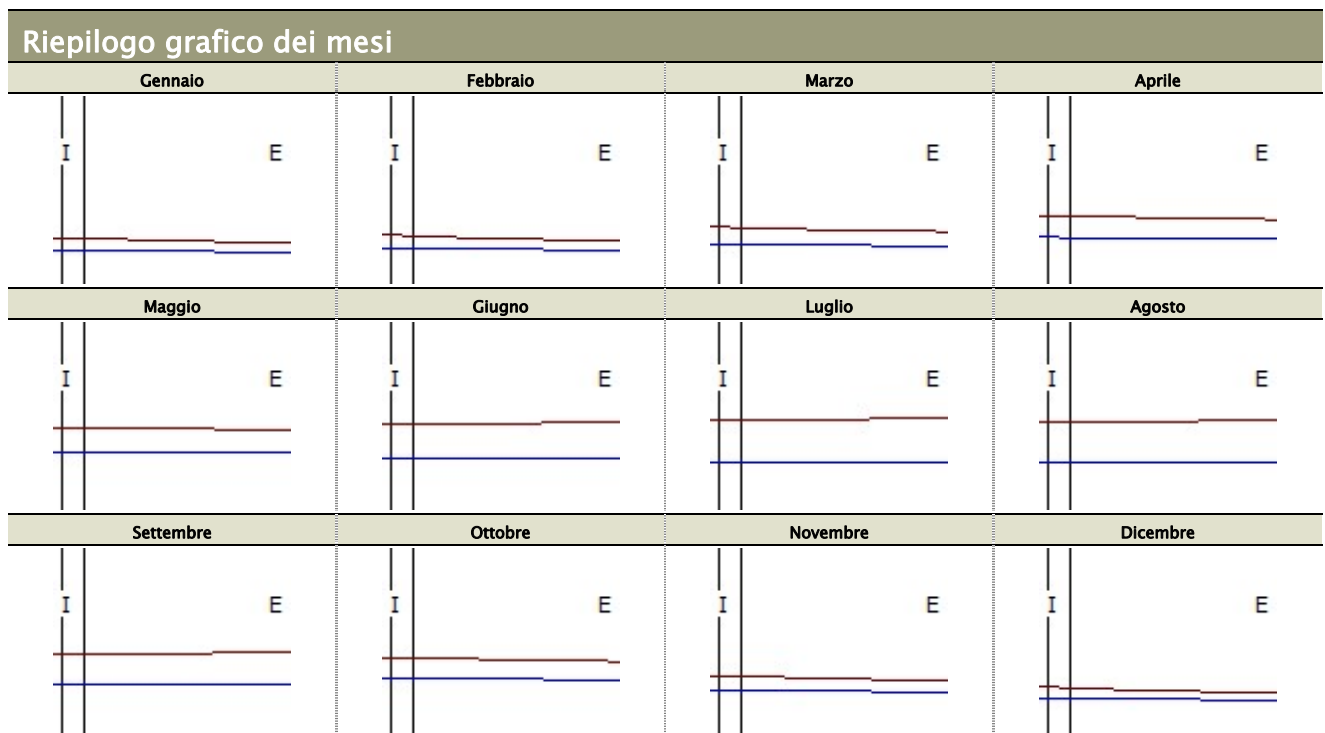 Riepilogo grafico dei mesi
Gennaio Febbraio Marzo Aprile
I E I E I E I E
Maggio Giugno Luglio Agosto
I E I E I E I E
Settembre Ottobre Novembre Dicembre
I E I E I E I E